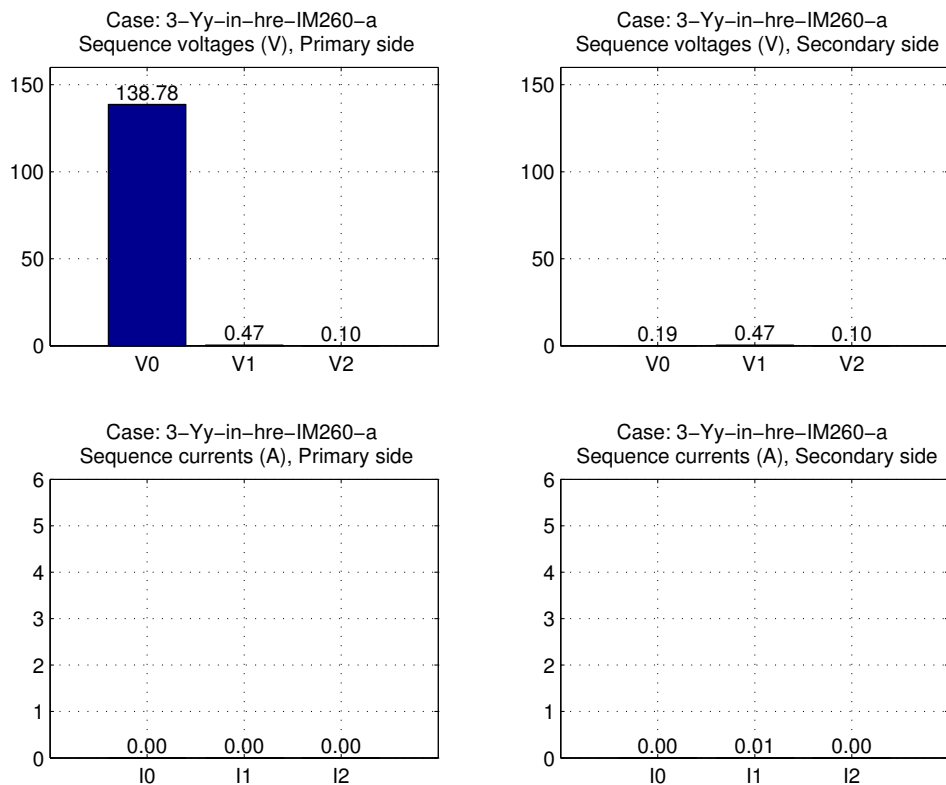 Case: 3−Yy−in−hre−IM260−a
Sequence voltages (V), Primary side
150
100
50
0
138.78
0.47
0.10
V0
V1
V2
Case: 3−Yy−in−hre−IM260−a
Sequence voltages (V), Secondary side
150
100
50
0
0.19
0.47
0.10
V0
V1
V2
Case: 3−Yy−in−hre−IM260−a
Sequence currents (A), Primary side
6
5
4
3
2
1
0
0.00
0.00
0.00
I0
I1
I2
Case: 3−Yy−in−hre−IM260−a
Sequence currents (A), Secondary side
6
5
4
3
2
1
0
0.00
0.01
0.00
I0
I1
I2